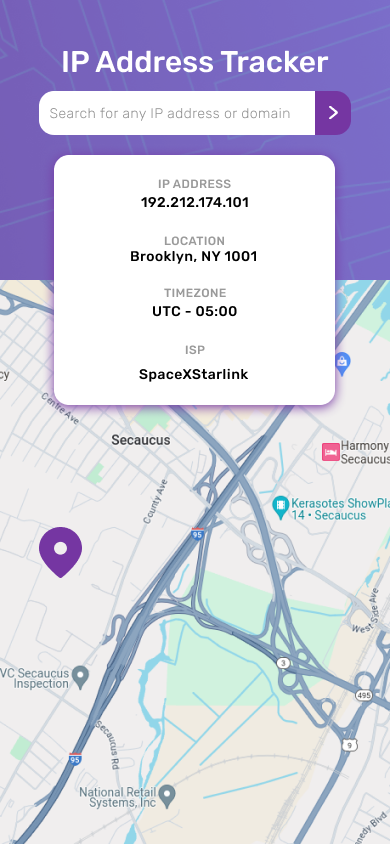 IP Address Tracker
Search for any IP address or domain
IP ADDRESS
192.212.174.101
LOCATION
Brooklyn, NY 1001
TIMEZONE
UTC - 05:00
ISP
SpaceXStarlink
cy
Centre Ave
Secaucus
Harmony
Secaucus
County Ave
Kerasotes ShowPla
14 • Secaucus
95
West Side Ave
3
VC Secaucus
Inspection
495
Secaucus Rd
9
95
National Retail
Systems, Inc
nnedy Blvd